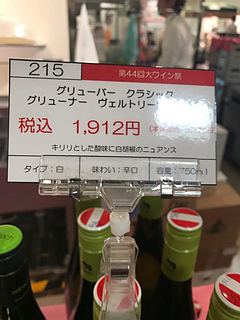 215
第44回大ワイン祭
グリューバー クラシック
グリューナー ヴェルトリー
税込 1,912円
キリリとした酸味に白胡椒のニュアンス
タイプ:白 味わい:辛口 容量:750ml